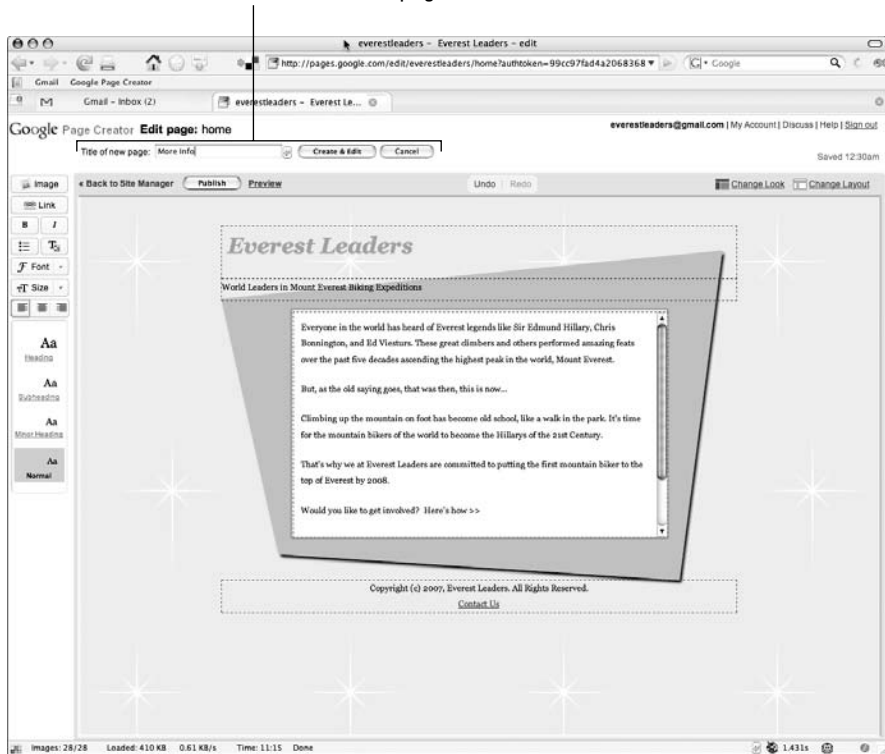 everestleaders – Everest Leaders – edit
http://pages.google.com/edit/everestleaders/home?authtoken=99cc97fad4a2068368
Google
Gmail Google Page Creator
Gmail – Inbox (2)
everestleaders – Everest Le...
Google Page Creator Edit page: home
everestleaders@gmail.com | My Account | Discuss | Help | Sign out
Title of new page: More Info Create & Edit Cancel
Saved 12:30am
Image
« Back to Site Manager Publish Preview Undo Redo Change Look Change Layout
Link
B I
Font
Size
Aa
Heading
Aa
Subheading
Aa
Minor Heading
Aa
Normal
Everest Leaders
World Leaders in Mount Everest Biking Expeditions
Everyone in the world has heard of Everest legends like Sir Edmund Hillary, Chris
Bonnington, and Ed Viesturs. These great climbers and others performed amazing feats
over the past five decades ascending the highest peak in the world, Mount Everest.
But, as the old saying goes, that was then, this is now...
Climbing up the mountain on foot has become old school, like a walk in the park. It's time
for the mountain bikers of the world to become the Hillarys of the 21st Century.
That's why we at Everest Leaders are committed to putting the first mountain biker to the
top of Everest by 2008.
Would you like to get involved? Here's how >>
Copyright (c) 2007, Everest Leaders. All Rights Reserved.
Contact Us
Images: 28/28 Loaded: 410 KB 0.61 KB/s Time: 11:15 Done
1.431s